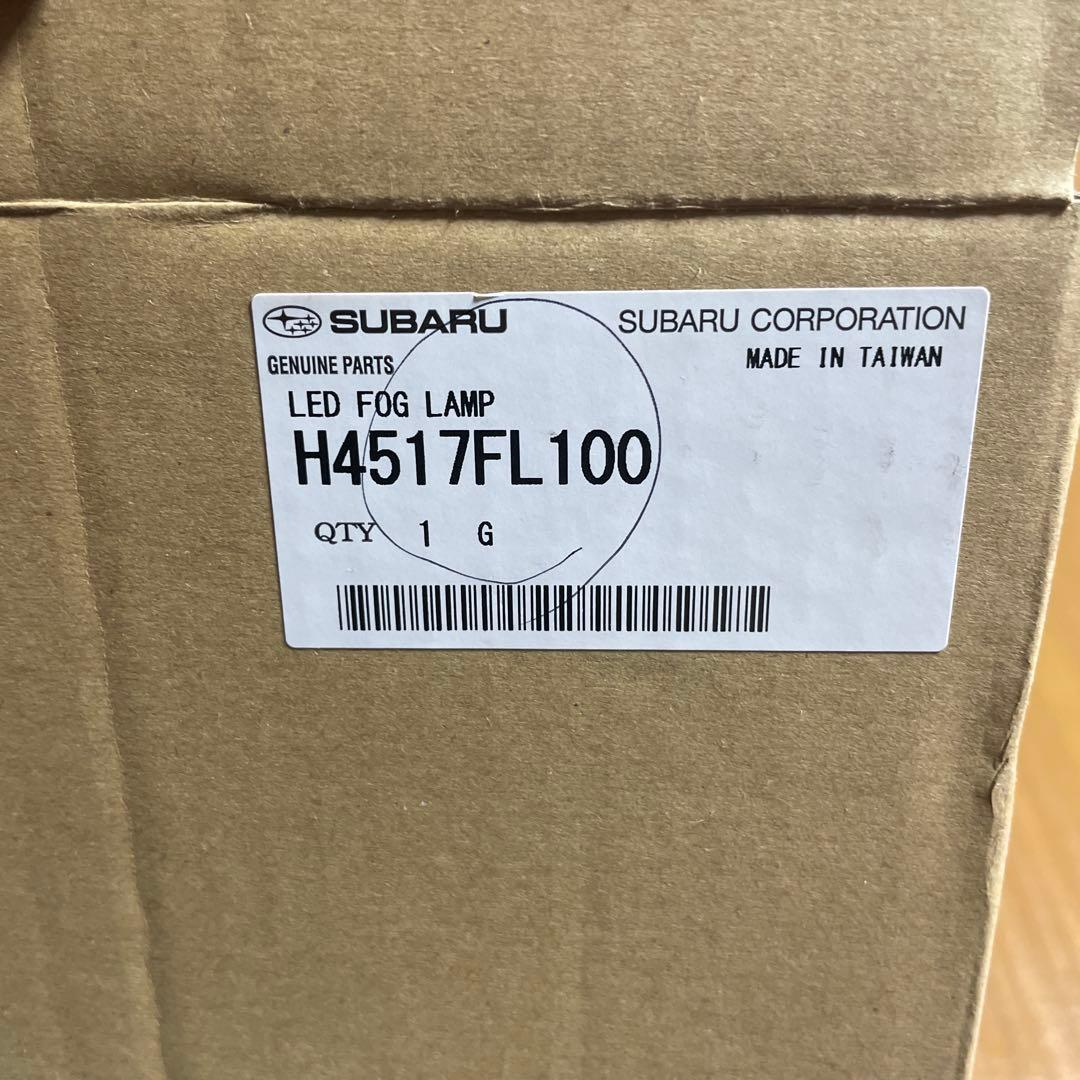 SUBARU SUBARU CORPORATION
GENUINE PARTS MADE IN TAIWAN
LED FOG LAMP
H4517FL100
QTY 1 G